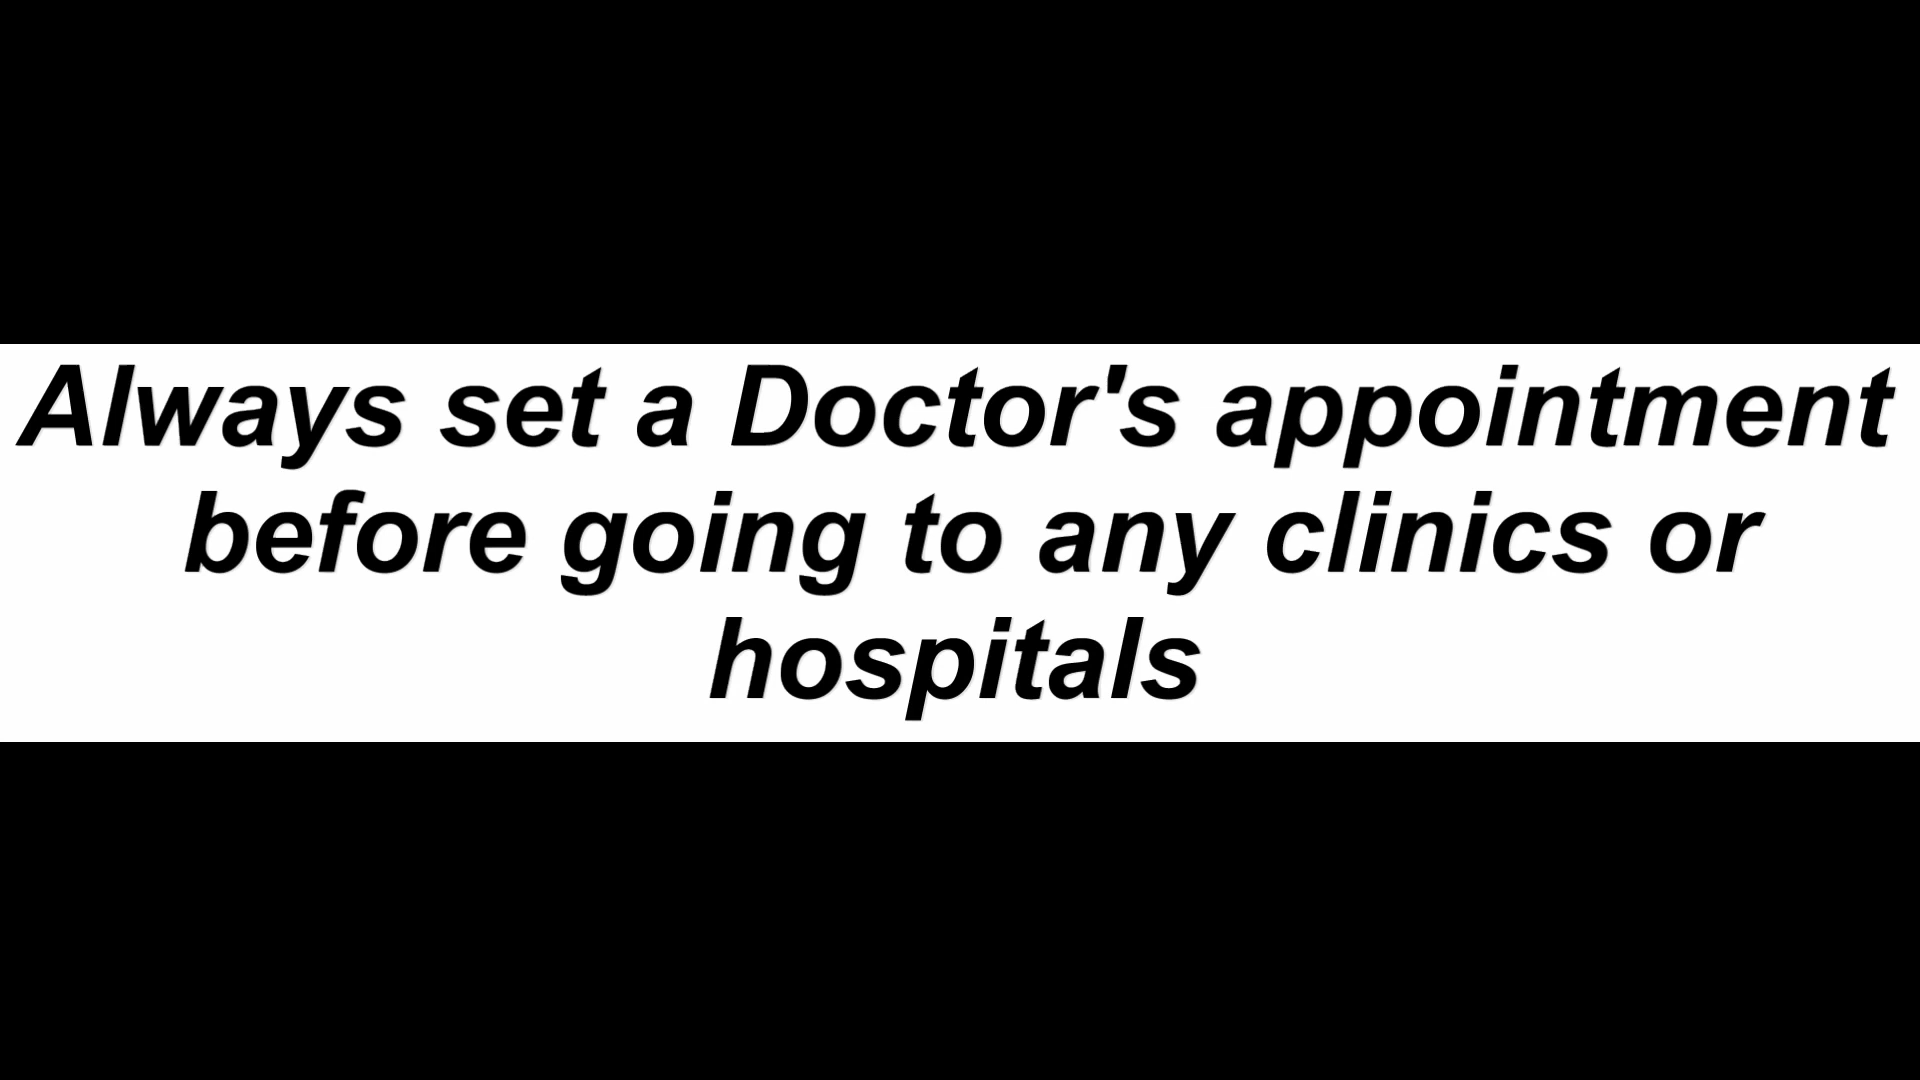 Always set a Doctor's appointment
before going to any clinics or
hospitals